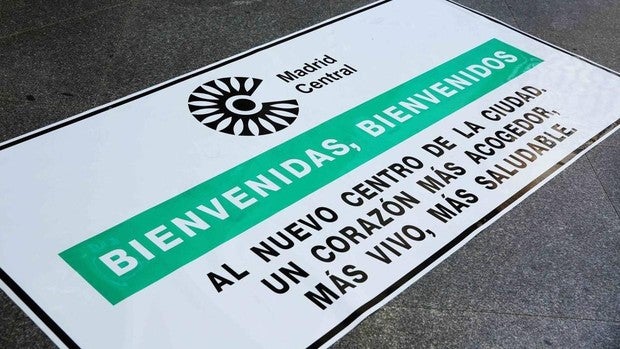 Madrid
Central
BIENVENIDAS, BIENVENIDOS
AL NUEVO CENTRO DE LA CIUDAD.
UN CORAZÓN MÁS ACOGEDOR,
MÁS VIVO, MÁS SALUDABLE.